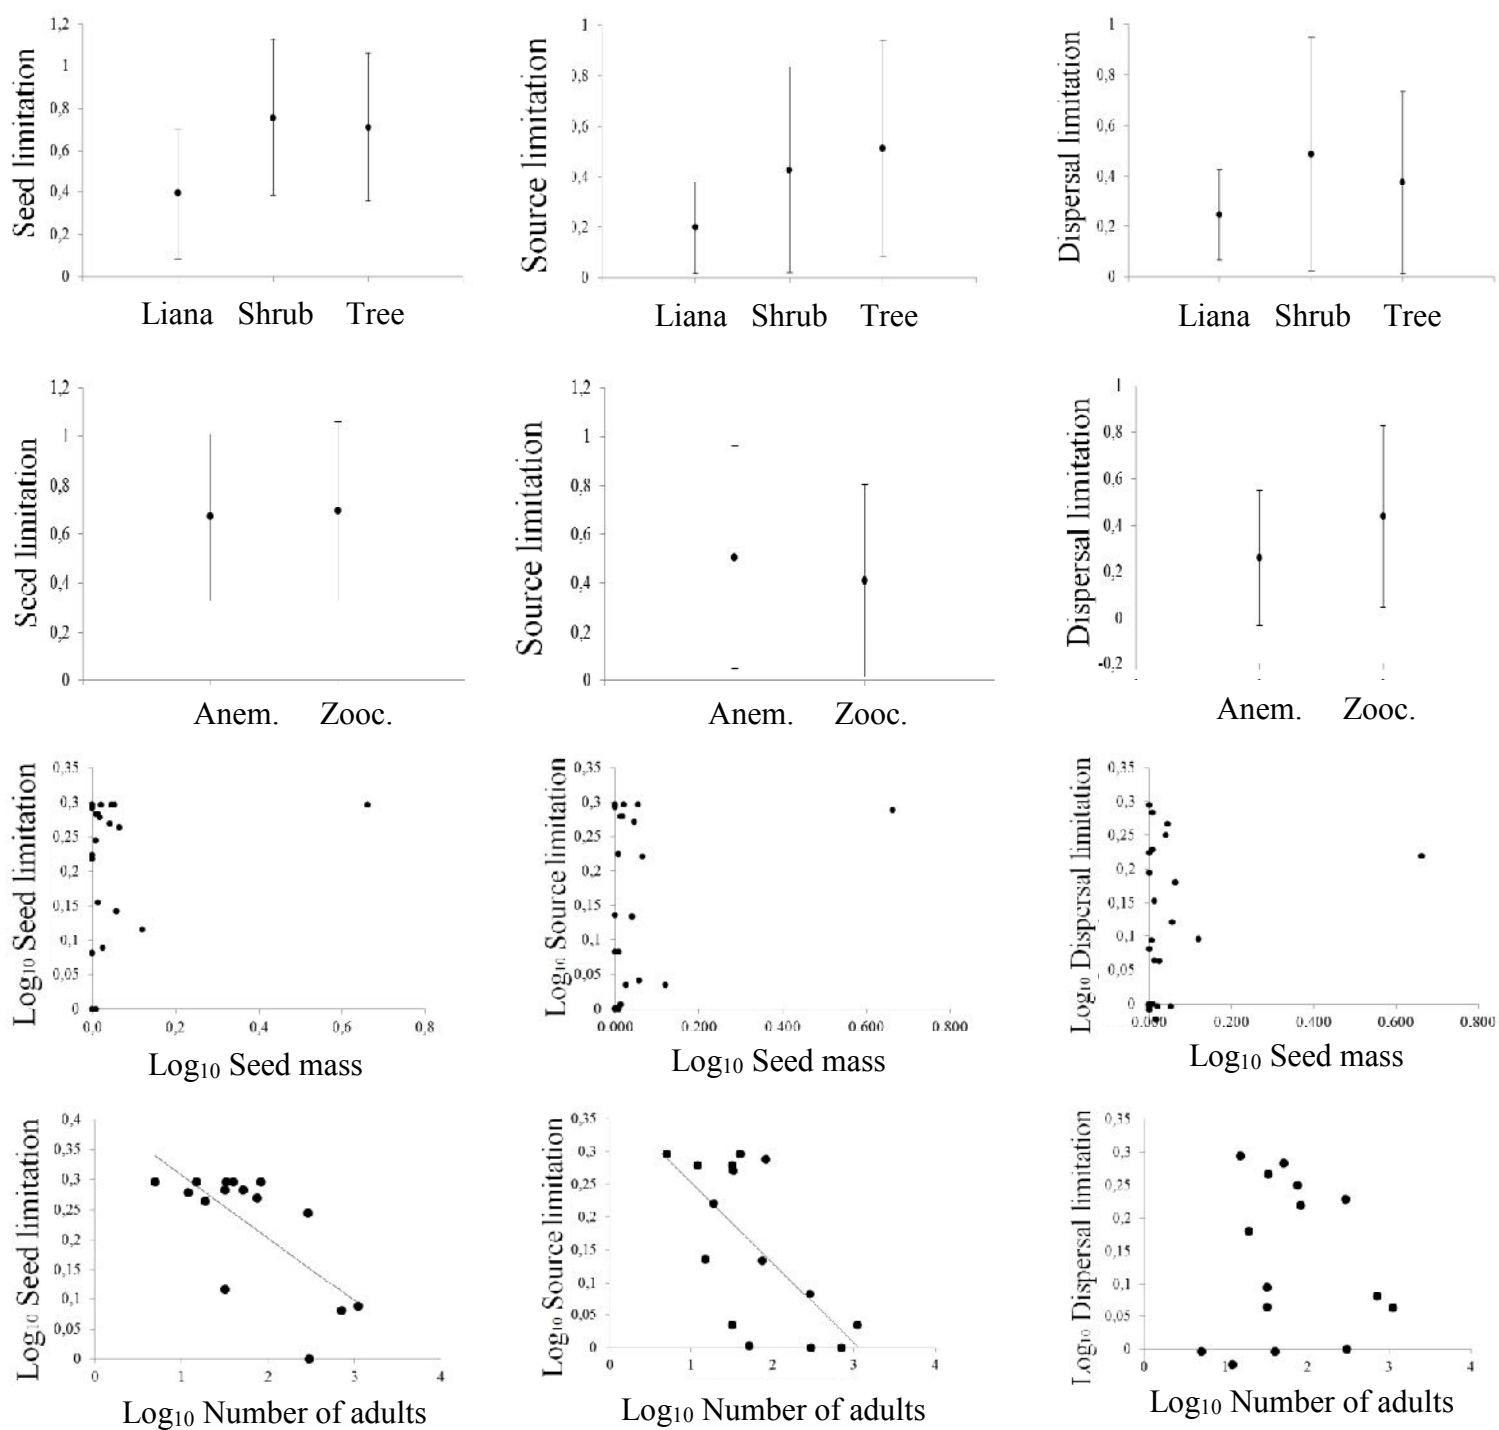 Seed limitation
1,2
1
0,8
0,6
0,4
0,2
0
Liana Shrub Tree
Source limitation
1
0,8
0,6
0,4
0,2
0
Liana Shrub Tree
Dispersal limitation
1
0,8
0,6
0,4
0,2
0
Liana Shrub Tree
Seed limitation
1,2
1
0,8
0,6
0,4
0,2
0
Anem. Zooc.
Source limitation
1,2
1
0,8
0,6
0,4
0,2
0
Anem. Zooc.
Dispersal limitation
1
0,8
0,6
0,4
0,2
0
-0.2
Anem. Zooc.
Log₁₀ Seed limitation
0,35
0,3
0,25
0,2
0,15
0,1
0,05
0
0,0 0,2 0,4 0,6 0,8
Log₁₀ Seed mass
Log₁₀ Source limitation
0,35
0,3
0,25
0,2
0,15
0,1
0,05
0
0.000 0.200 0.400 0.600 0.800
Log₁₀ Seed mass
Log₁₀ Dispersal limitation
0,35
0,3
0,25
0,2
0,15
0,1
0,05
0
0.000 0.200 0.400 0.600 0.800
Log₁₀ Seed mass
Log₁₀ Seed limitation
0,4
0,35
0,3
0,25
0,2
0,15
0,1
0,05
0
0 1 2 3 4
Log₁₀ Number of adults
Log₁₀ Source limitation
0,35
0,3
0,25
0,2
0,15
0,1
0,05
0
0 1 2 3 4
Log₁₀ Number of adults
Log₁₀ Dispersal limitation
0,35
0,3
0,25
0,2
0,15
0,1
0,05
0
0 1 2 3 4
Log₁₀ Number of adults